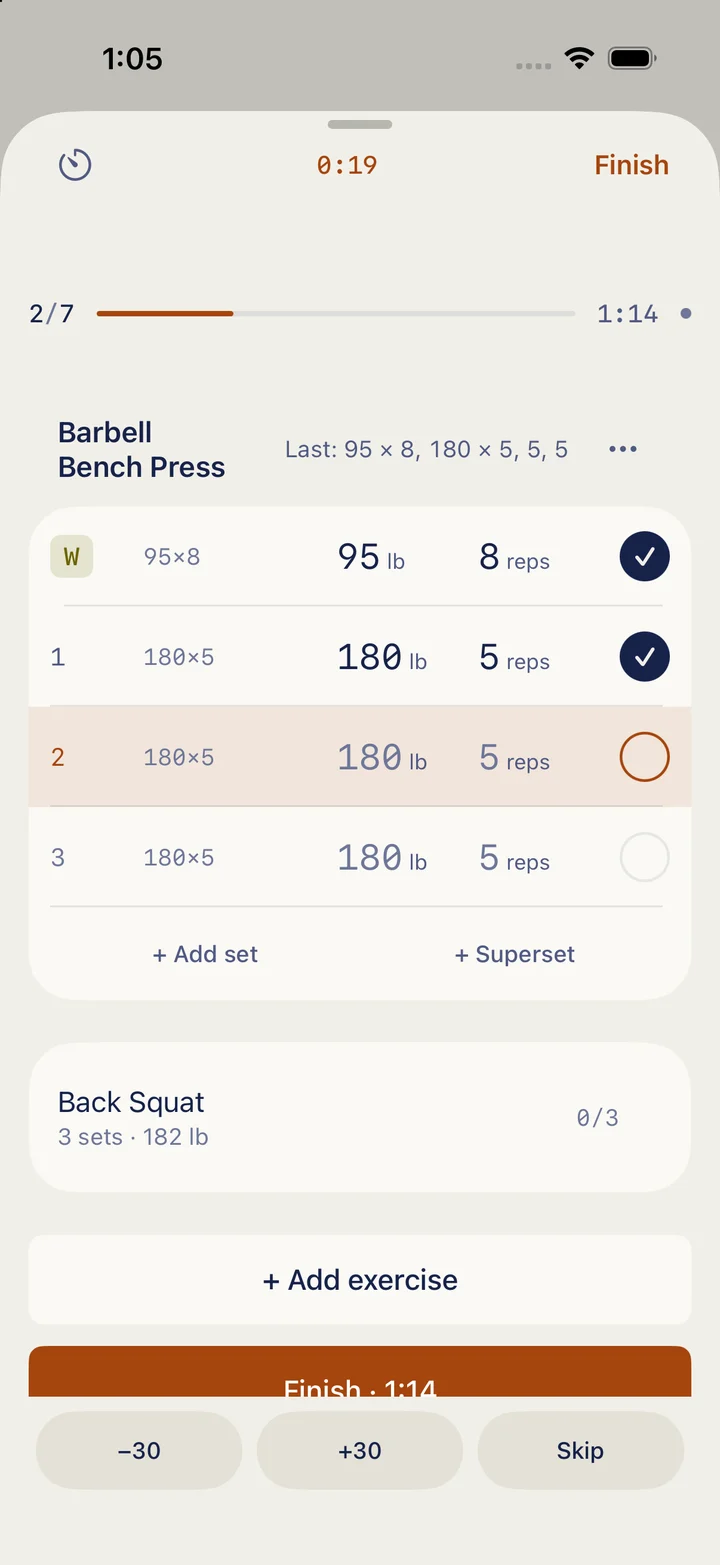 1:05
0:19
Finish
2/7
1:14
Barbell
Bench Press
Last: 95 × 8, 180 × 5, 5, 5
W 95×8 95 lb 8 reps
1 180×5 180 lb 5 reps
2 180×5 180 lb 5 reps
3 180×5 180 lb 5 reps
+ Add set
+ Superset
Back Squat
3 sets · 182 lb
0/3
+ Add exercise
Finish · 1:14
−30
+30
Skip